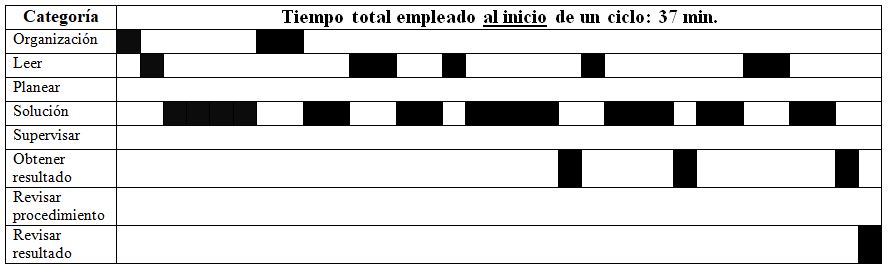 Categoría
Tiempo total empleado al inicio de un ciclo: 37 min.
Organización
Leer
Planear
Solución
Supervisar
Obtener
resultado
Revisar
procedimiento
Revisar
resultado